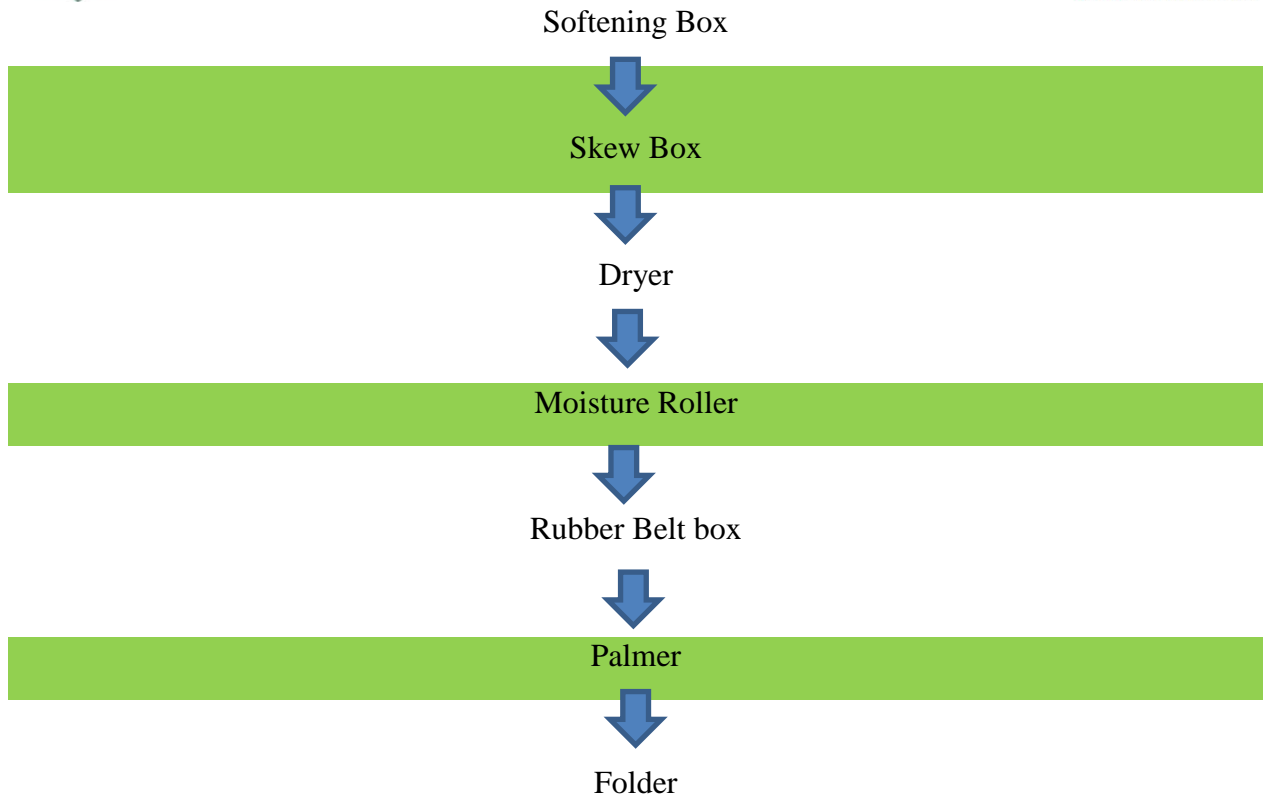 Softening Box
Skew Box
Dryer
Moisture Roller
Rubber Belt box
Palmer
Folder